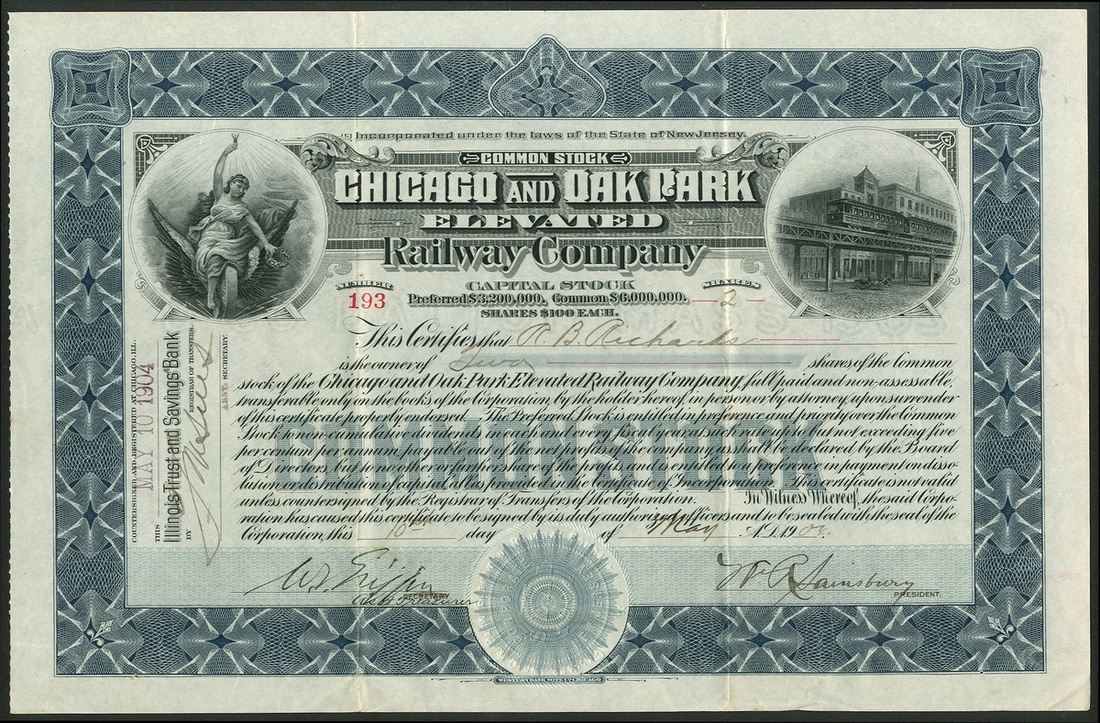 Incorporated under the laws of the State of New Jersey.
COMMON STOCK
CHICAGO AND OAK PARK
ELEVATED
Railway Company
CAPITAL STOCK
Preferred $3,200,000, Common $6,000,000.
SHARES $100 EACH.
NUMBER
193
SHARES
2
This Certifies that R. B. Richards
is the owner of Two shares of the Common
stock of the Chicago and Oak Park Elevated Railway Company, full paid and non-assessable,
transferable only on the books of the Corporation, by the holder hereof, in person or by attorney upon surrender
of this certificate properly endorsed. The Preferred Stock is entitled in preference and priority over the Common
Stock to non-cumulative dividends in each and every fiscal year at such rate up to, but not exceeding five
per centum per annum, payable out of the net profits of the company, as shall be declared by the Board
of Directors, but to no other or further share of the profits, and is entitled to preference in payment on disso-
lution or distribution of capital, all as provided in the Certificate of Incorporation. This certificate is not valid
unless countersigned by the Registrar of Transfers of the Corporation. In Witness Whereof, the said Corpo-
ration has caused this certificate to be signed by its duly authorized officers and to be sealed with the seal of the
Corporation, this 10th day of May A.D. 190
COMMON STOCK
SECRETARY.
Asst Treasurer
Wm R Sainsbury
PRESIDENT.
COUNTERSIGNED AND REGISTERED AT CHICAGO, ILL.
THIS MAY 10 1904
Illinois Trust and Savings Bank
REGISTRAR OF TRANSFERS
BY
ASST. SECRETARY.
WESTERN BANK NOTE CO. CHICAGO